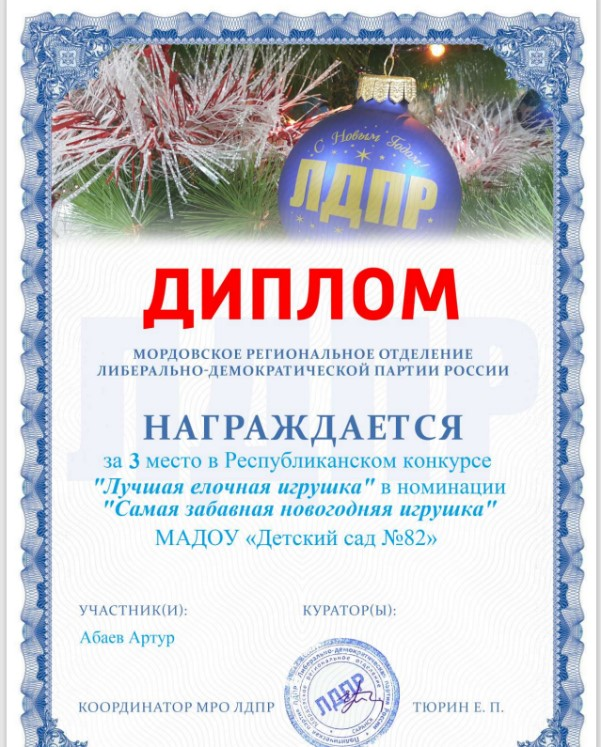 С Новым Годом!
ЛДПР
ДИПЛОМ
МОРДОВСКОЕ РЕГИОНАЛЬНОЕ ОТДЕЛЕНИЕ
ЛИБЕРАЛЬНО-ДЕМОКРАТИЧЕСКОЙ ПАРТИИ РОССИИ
ЛДПР
НАГРАЖДАЕТСЯ
за 3 место в Республиканском конкурсе
"Лучшая елочная игрушка" в номинации
"Самая забавная новогодняя игрушка"
МАДОУ «Детский сад №82»
УЧАСТНИК(И):
КУРАТОР(Ы):
Абаев Артур
КООРДИНАТОР МРО ЛДПР
ЛДПР
ТЮРИН Е. П.